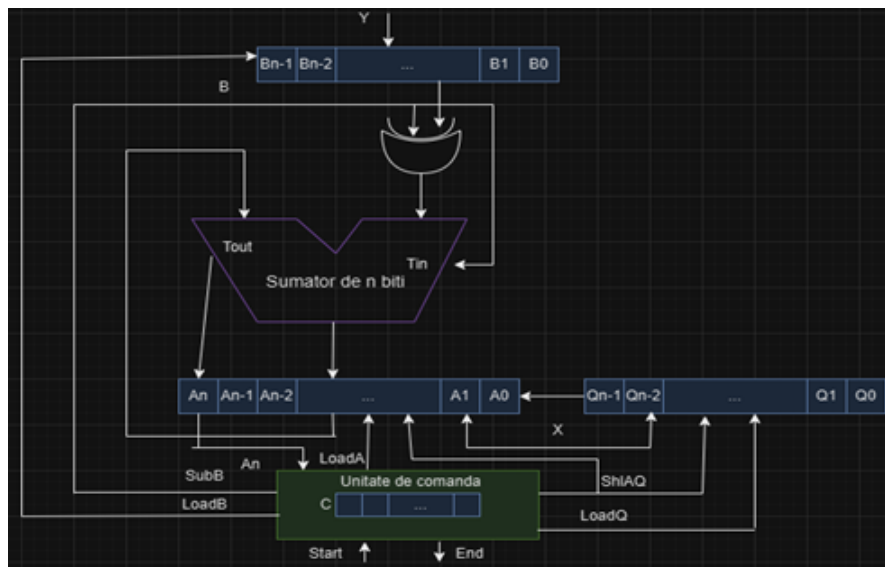 Y
Bn-1 Bn-2 ... B1 B0
B
Tout
Tin
Sumator de n biti
An An-1 An-2 ... A1 A0
Qn-1 Qn-2 ... Q1 Q0
X
An
LoadA
SubB
Unitate de comanda
ShlAQ
LoadB
C ...
LoadQ
Start
End